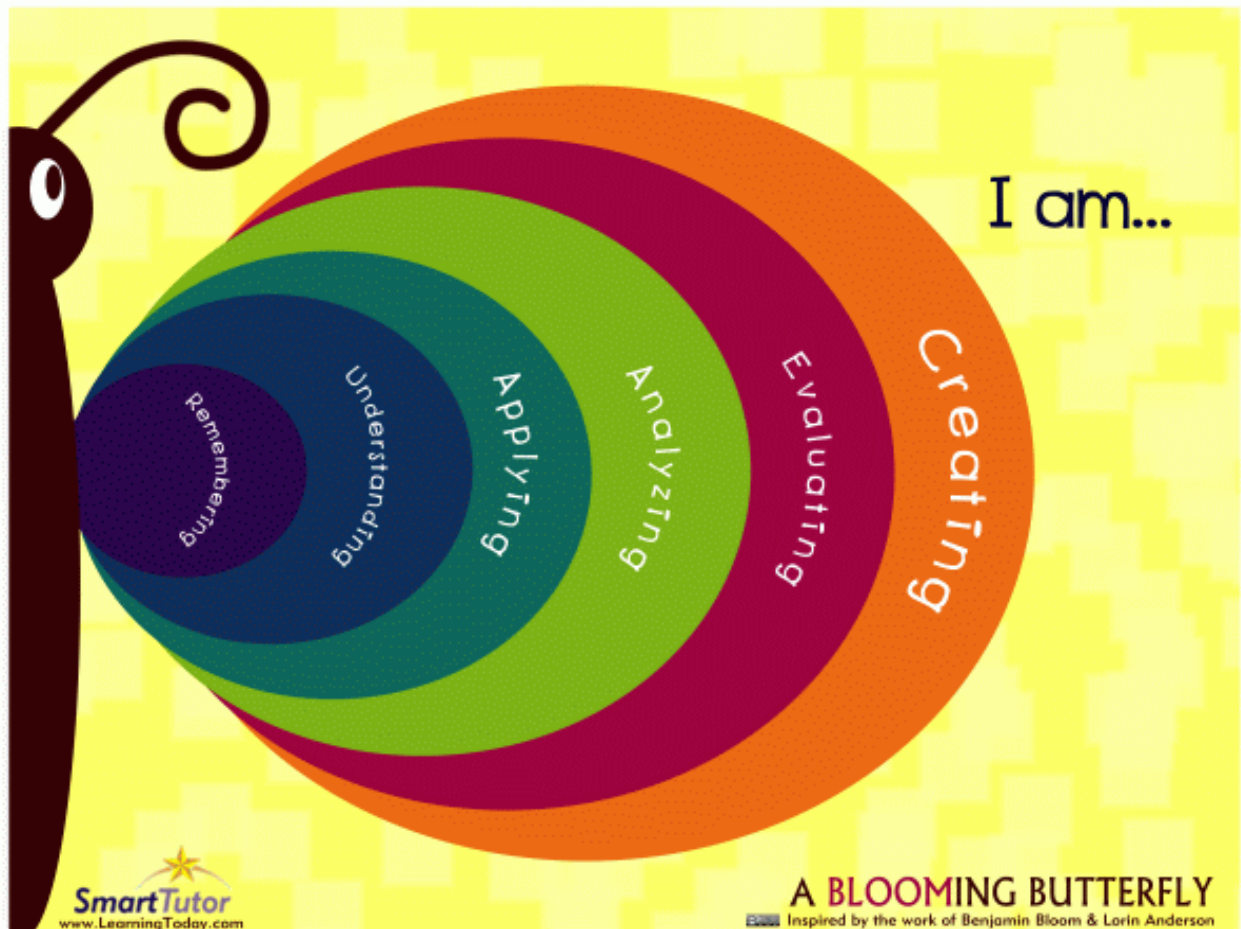 I am...
Remembering
Understanding
Applying
Analyzing
Evaluating
Creating
SmartTutor
www.LearningToday.com
A BLOOMING BUTTERFLY
Inspired by the work of Benjamin Bloom & Lorin Anderson